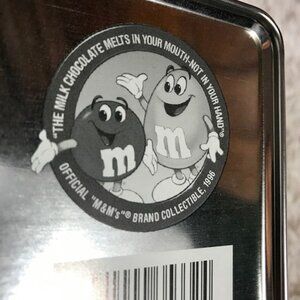 "THE MILK CHOCOLATE MELTS IN YOUR MOUTH-NOT IN YOUR HAND"®
m
m
OFFICIAL "M&M's"® BRAND COLLECTIBLE, 1996